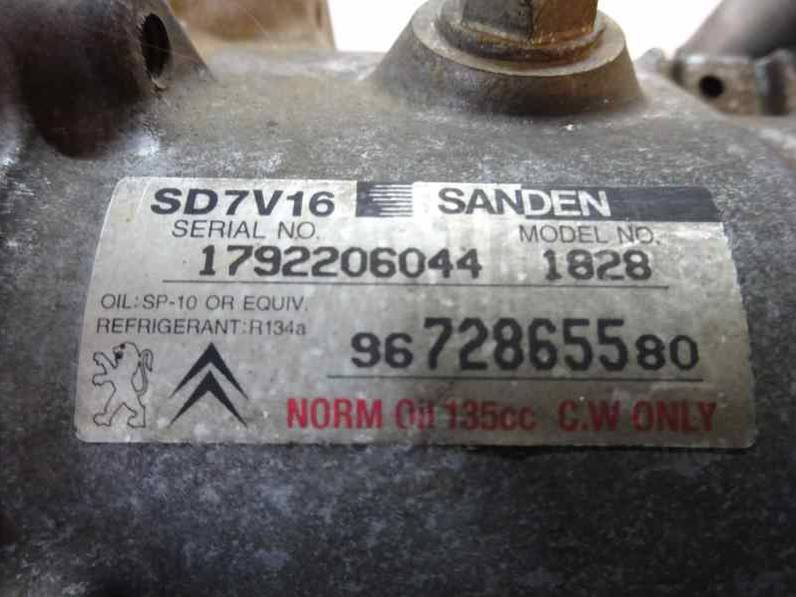 SD7V16 SANDEN
SERIAL NO. MODEL NO.
1792206044 1828
OIL:SP-10 OR EQUIV.
REFRIGERANT:R134a
9672865580
NORM Oil 135cc C.W ONLY